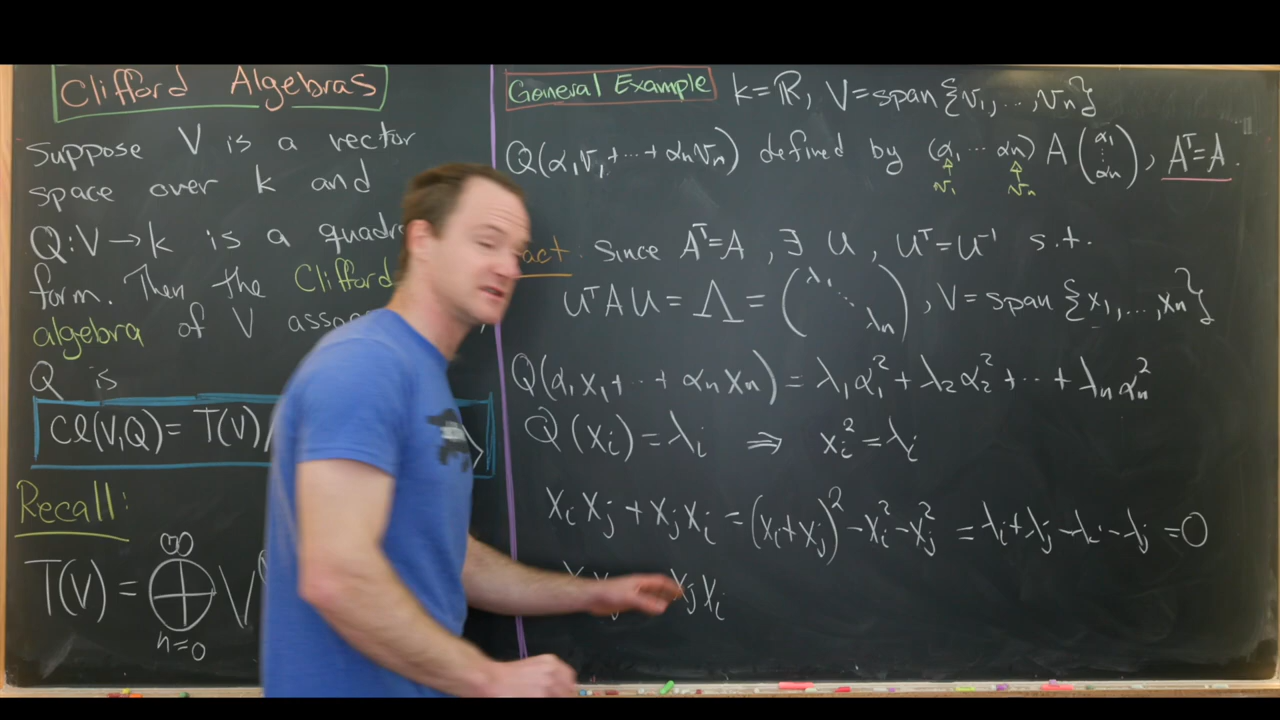 Clifford Algebras
Suppose V is a vector
space over k and
Q: V → k is a
form. Then the Clifford
algebra of V
Q is
Cl(V,Q) = T(V)/
Recall:
T(V) = ⊕_{n=0}^{∞} V
General Example k=ℝ, V=span{v₁,...,vₙ}
Q(α₁v₁+⋯+αₙvₙ) defined by (α₁ ⋯ αₙ) A (α₁ ⋮ αₙ), Aᵀ=A.
v₁ vₙ
Since Aᵀ=A, ∃ U, Uᵀ=U⁻¹ s.t.
UᵀAU = Λ = (λ₁ ⋱ λₙ), V=span{x₁,...,xₙ}
Q(α₁x₁+⋯+αₙxₙ) = λ₁α₁²+λ₂α₂²+⋯+λₙαₙ²
Q(xᵢ)=λᵢ ⇒ xᵢ²=λᵢ
xᵢxⱼ+xⱼxᵢ=(xᵢ+xⱼ)²−xᵢ²−xⱼ² = λᵢ+λⱼ−λᵢ−λⱼ=0
xⱼxᵢ